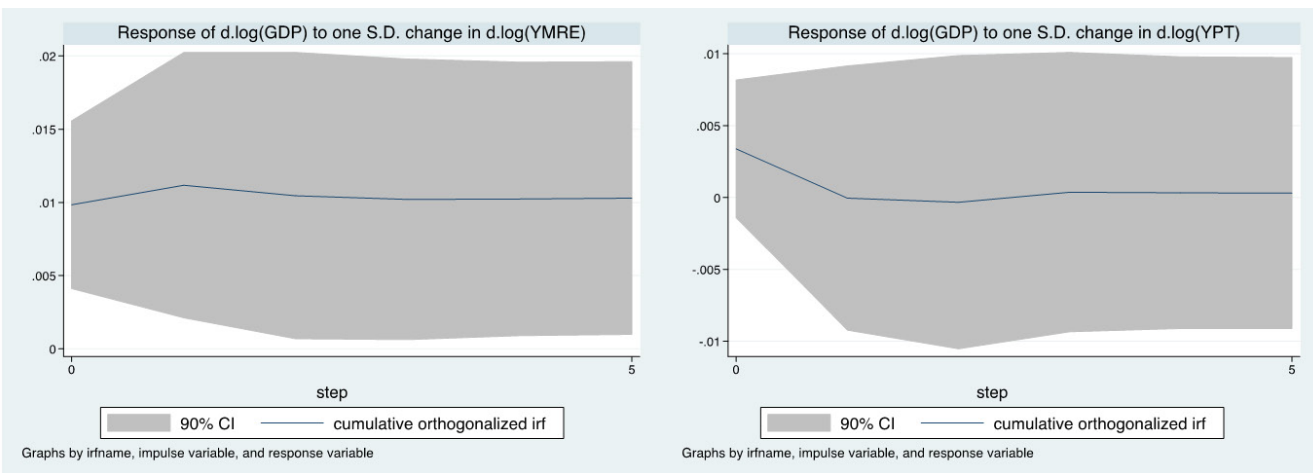 Response of d.log(GDP) to one S.D. change in d.log(YMRE)
.02
.015
.01
.005
0
0
5
step
90% CI
cumulative orthogonalized irf
Graphs by irfname, impulse variable, and response variable
Response of d.log(GDP) to one S.D. change in d.log(YPT)
.01
.005
0
-.005
-.01
0
5
step
90% CI
cumulative orthogonalized irf
Graphs by irfname, impulse variable, and response variable